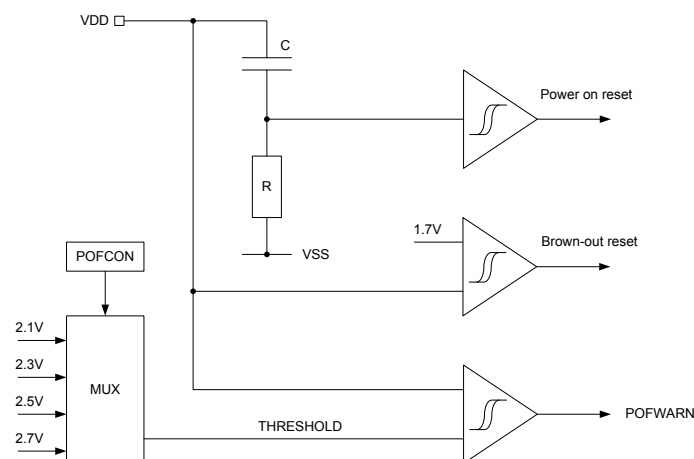 VDD
C
Power on reset
R
1.7V
Brown-out reset
VSS
POFCON
2.1V
2.3V
MUX
2.5V
2.7V
THRESHOLD
POFWARN